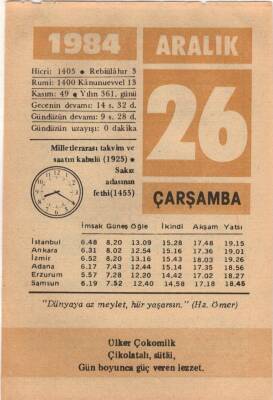 1984
ARALIK
26
ÇARŞAMBA
Hicri: 1405 • Rebiülâhır 3
Rumi: 1400 Kânunuevvel 13
Kasım: 49 • Yılın 361. günü
Gecenin devamı: 14 s. 32 d.
Gündüzün devamı: 9 s. 28 d.
Gündüzün uzayışı: 0 dakika
Milletlerarası takvim ve
saatın kabulü (1925) •
Sakız
adasının
fethi(1455)
İmsak Güneş Öğle İkindi Akşam Yatsı
İstanbul 6.48 8.20 13.09 15.28 17.48 19.15
Ankara 6.31 8.02 12.54 15.16 17.36 19.01
İzmir 6.52 8.20 13.16 15.43 18.03 19.26
Adana 6.17 7.43 12.44 15.14 17.35 18.56
Erzurum 5.57 7.28 12.20 14.42 17.02 18.27
Samsun 6.19 7.52 12.40 14.58 17.18 18.45
"Dünyaya az meylet, hür yaşarsın." (Hz. Ömer)
Ülker Çokomilk
Çikolatalı, sütlü,
Gün boyunca güç veren lezzet.